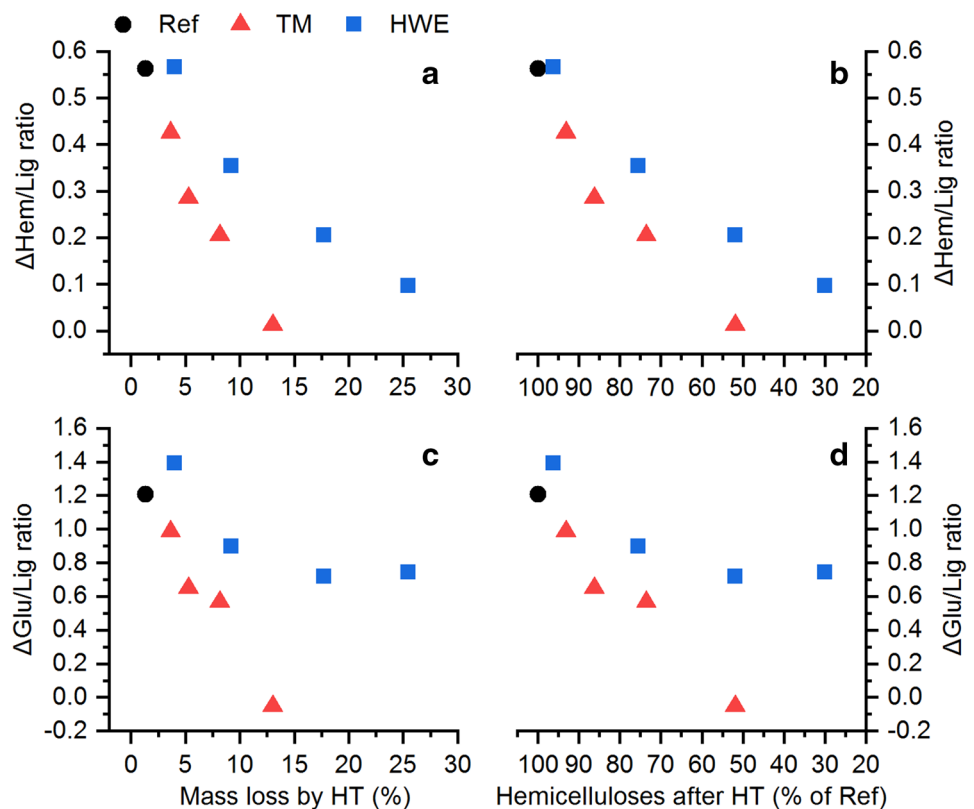 Ref TM HWE
0.6
0.5
0.4
0.3
0.2
0.1
0.0
ΔHem/Lig ratio
a
0 5 10 15 20 25 30
b
0.6
0.5
0.4
0.3
0.2
0.1
0.0
ΔHem/Lig ratio
100 90 80 70 60 50 40 30 20
1.6
1.4
1.2
1.0
0.8
0.6
0.4
0.2
0.0
-0.2
ΔGlu/Lig ratio
c
0 5 10 15 20 25 30
Mass loss by HT (%)
d
1.6
1.4
1.2
1.0
0.8
0.6
0.4
0.2
0.0
-0.2
ΔGlu/Lig ratio
100 90 80 70 60 50 40 30 20
Hemicelluloses after HT (% of Ref)